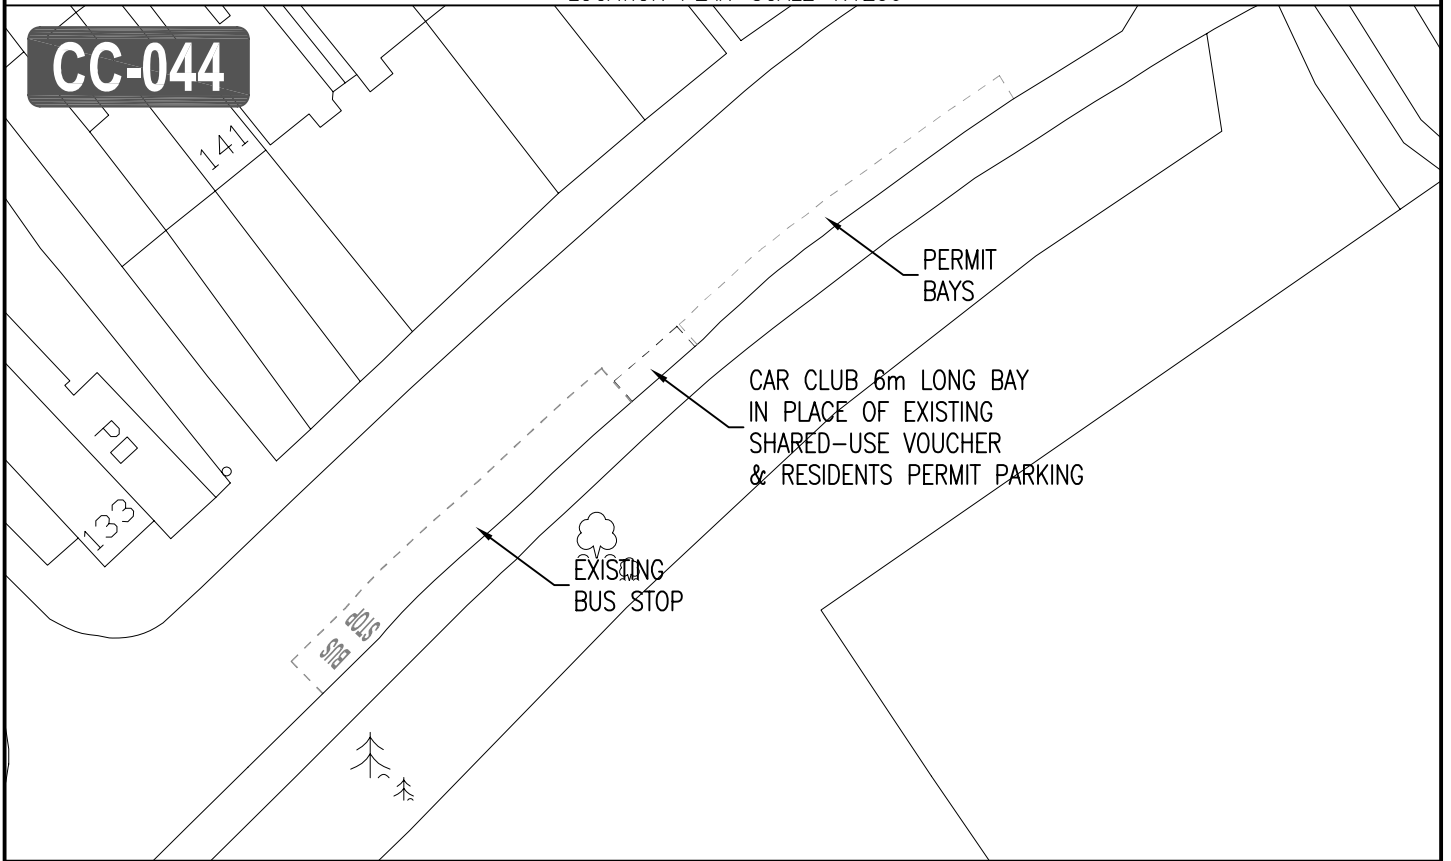 CC-044
141
PERMIT
BAYS
CAR CLUB 6m LONG BAY
IN PLACE OF EXISTING
SHARED-USE VOUCHER
& RESIDENTS PERMIT PARKING
PO
133
EXISTING
BUS STOP
BUS
STOP